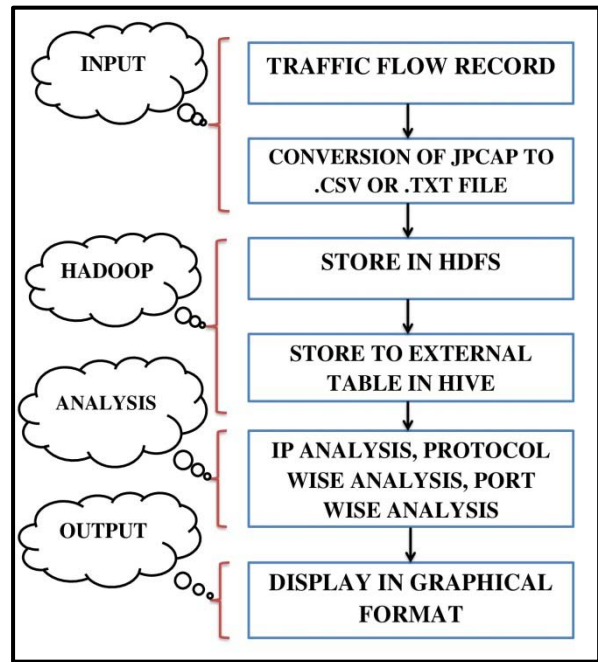 INPUT
TRAFFIC FLOW RECORD
CONVERSION OF JPCAP TO
.CSV OR .TXT FILE
HADOOP
STORE IN HDFS
STORE TO EXTERNAL
TABLE IN HIVE
ANALYSIS
IP ANALYSIS, PROTOCOL
WISE ANALYSIS, PORT
WISE ANALYSIS
OUTPUT
DISPLAY IN GRAPHICAL
FORMAT